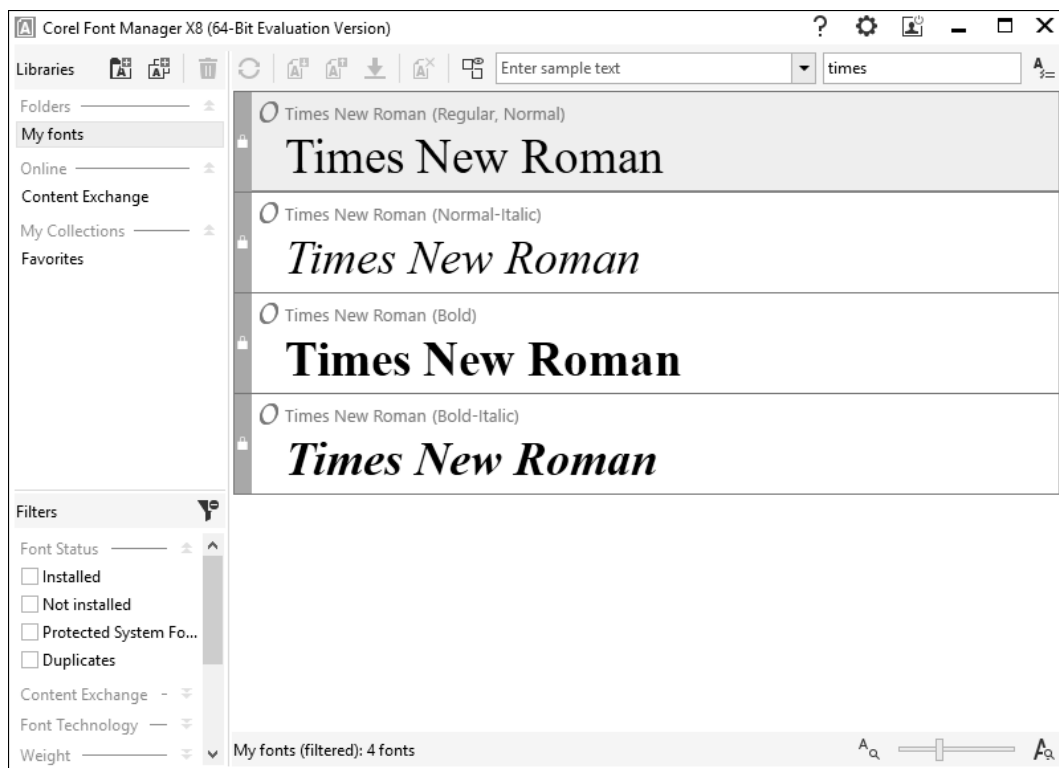 Corel Font Manager X8 (64-Bit Evaluation Version)
Libraries
Enter sample text
times
Folders
My fonts
Online
Content Exchange
My Collections
Favorites
Times New Roman (Regular, Normal)
Times New Roman
Times New Roman (Normal-Italic)
Times New Roman
Times New Roman (Bold)
Times New Roman
Times New Roman (Bold-Italic)
Times New Roman
Filters
Font Status
Installed
Not installed
Protected System Fo...
Duplicates
Content Exchange
Font Technology
Weight
My fonts (filtered): 4 fonts